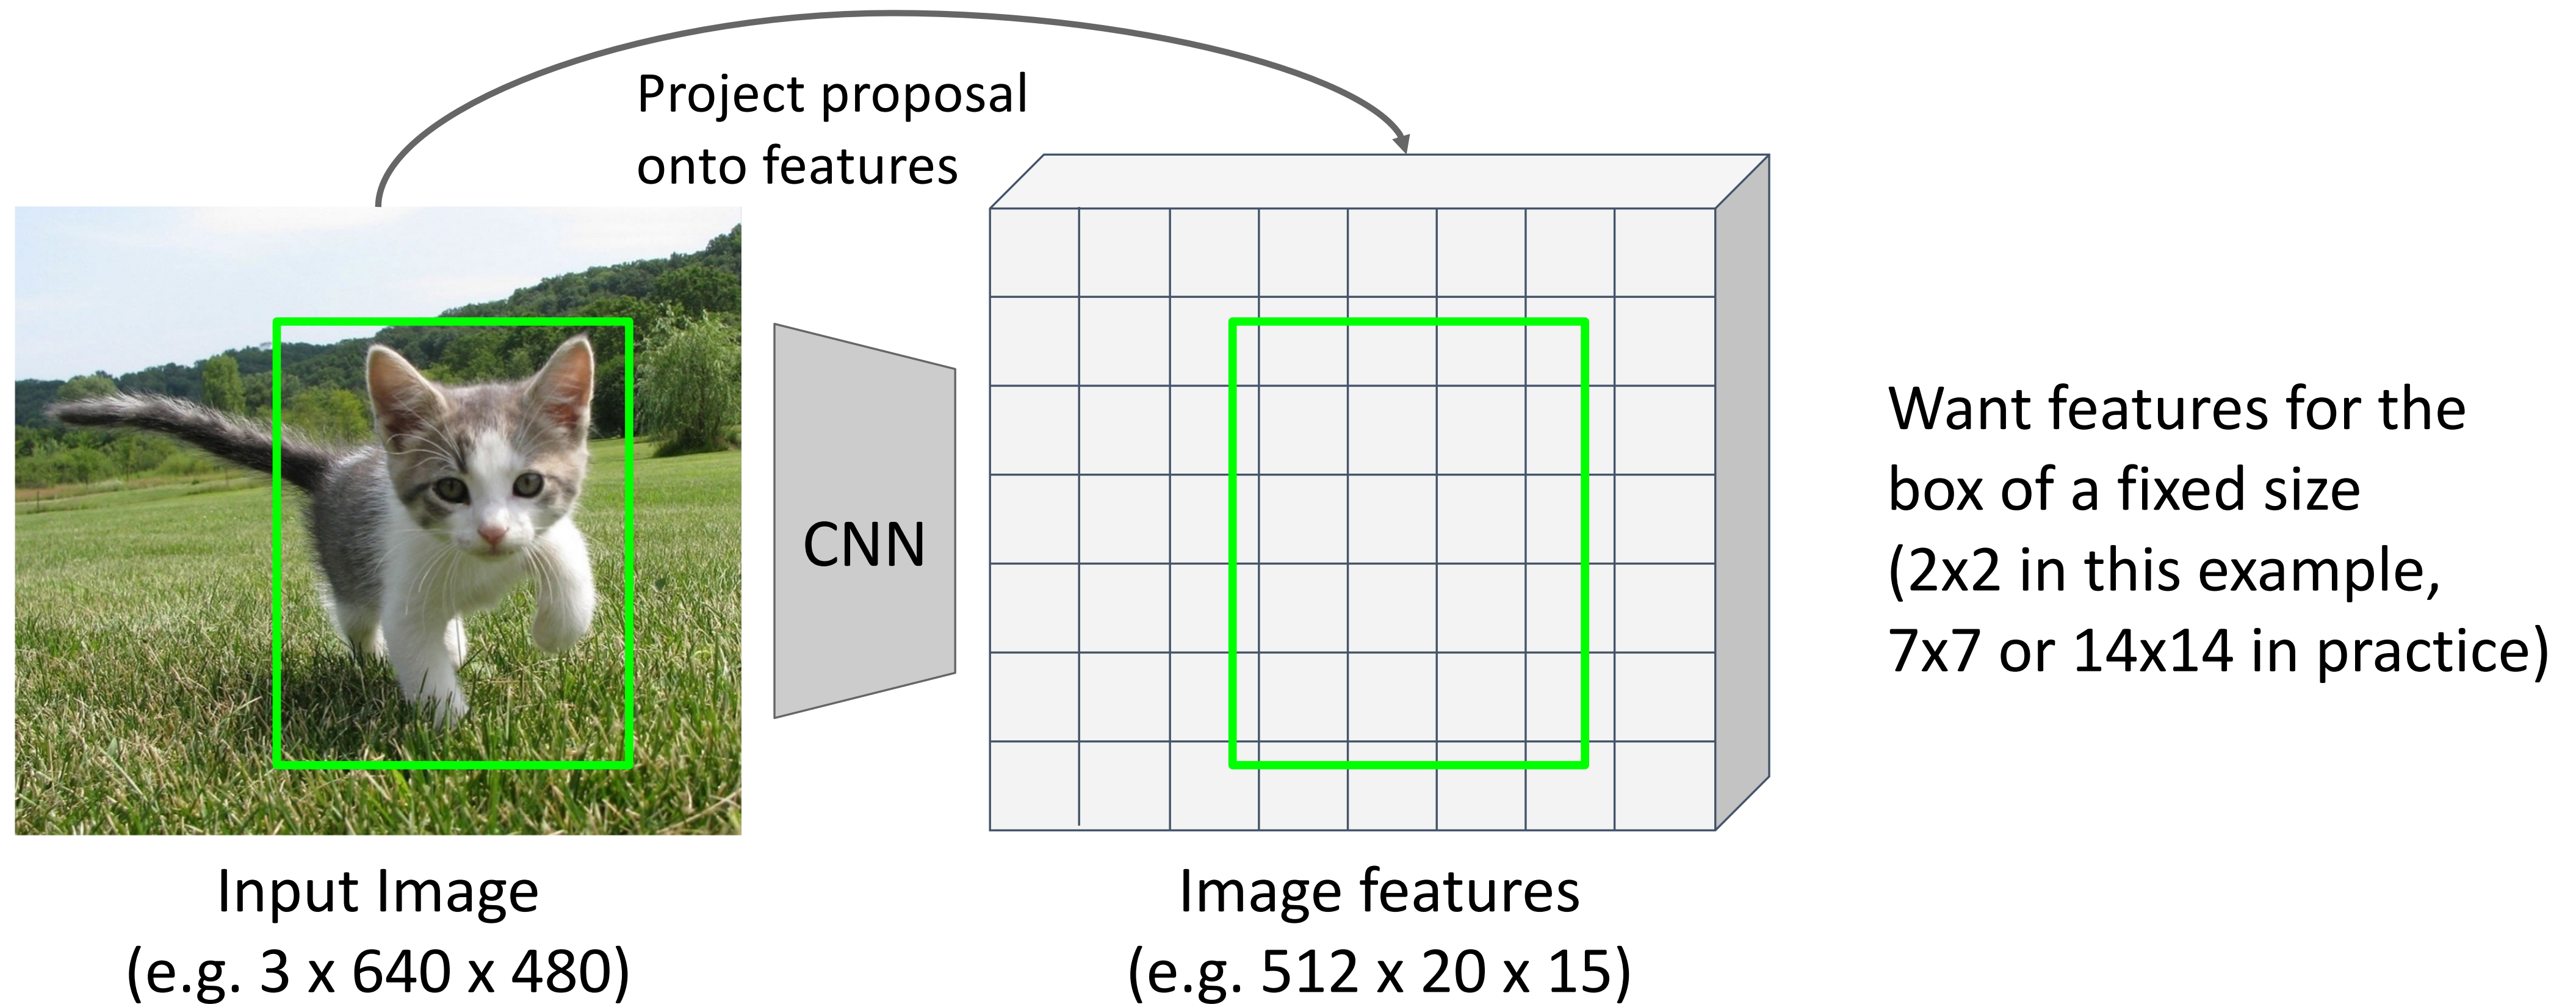 Project proposal
onto features
CNN
Want features for the
box of a fixed size
(2x2 in this example,
7x7 or 14x14 in practice)
Input Image
(e.g. 3 x 640 x 480)
Image features
(e.g. 512 x 20 x 15)